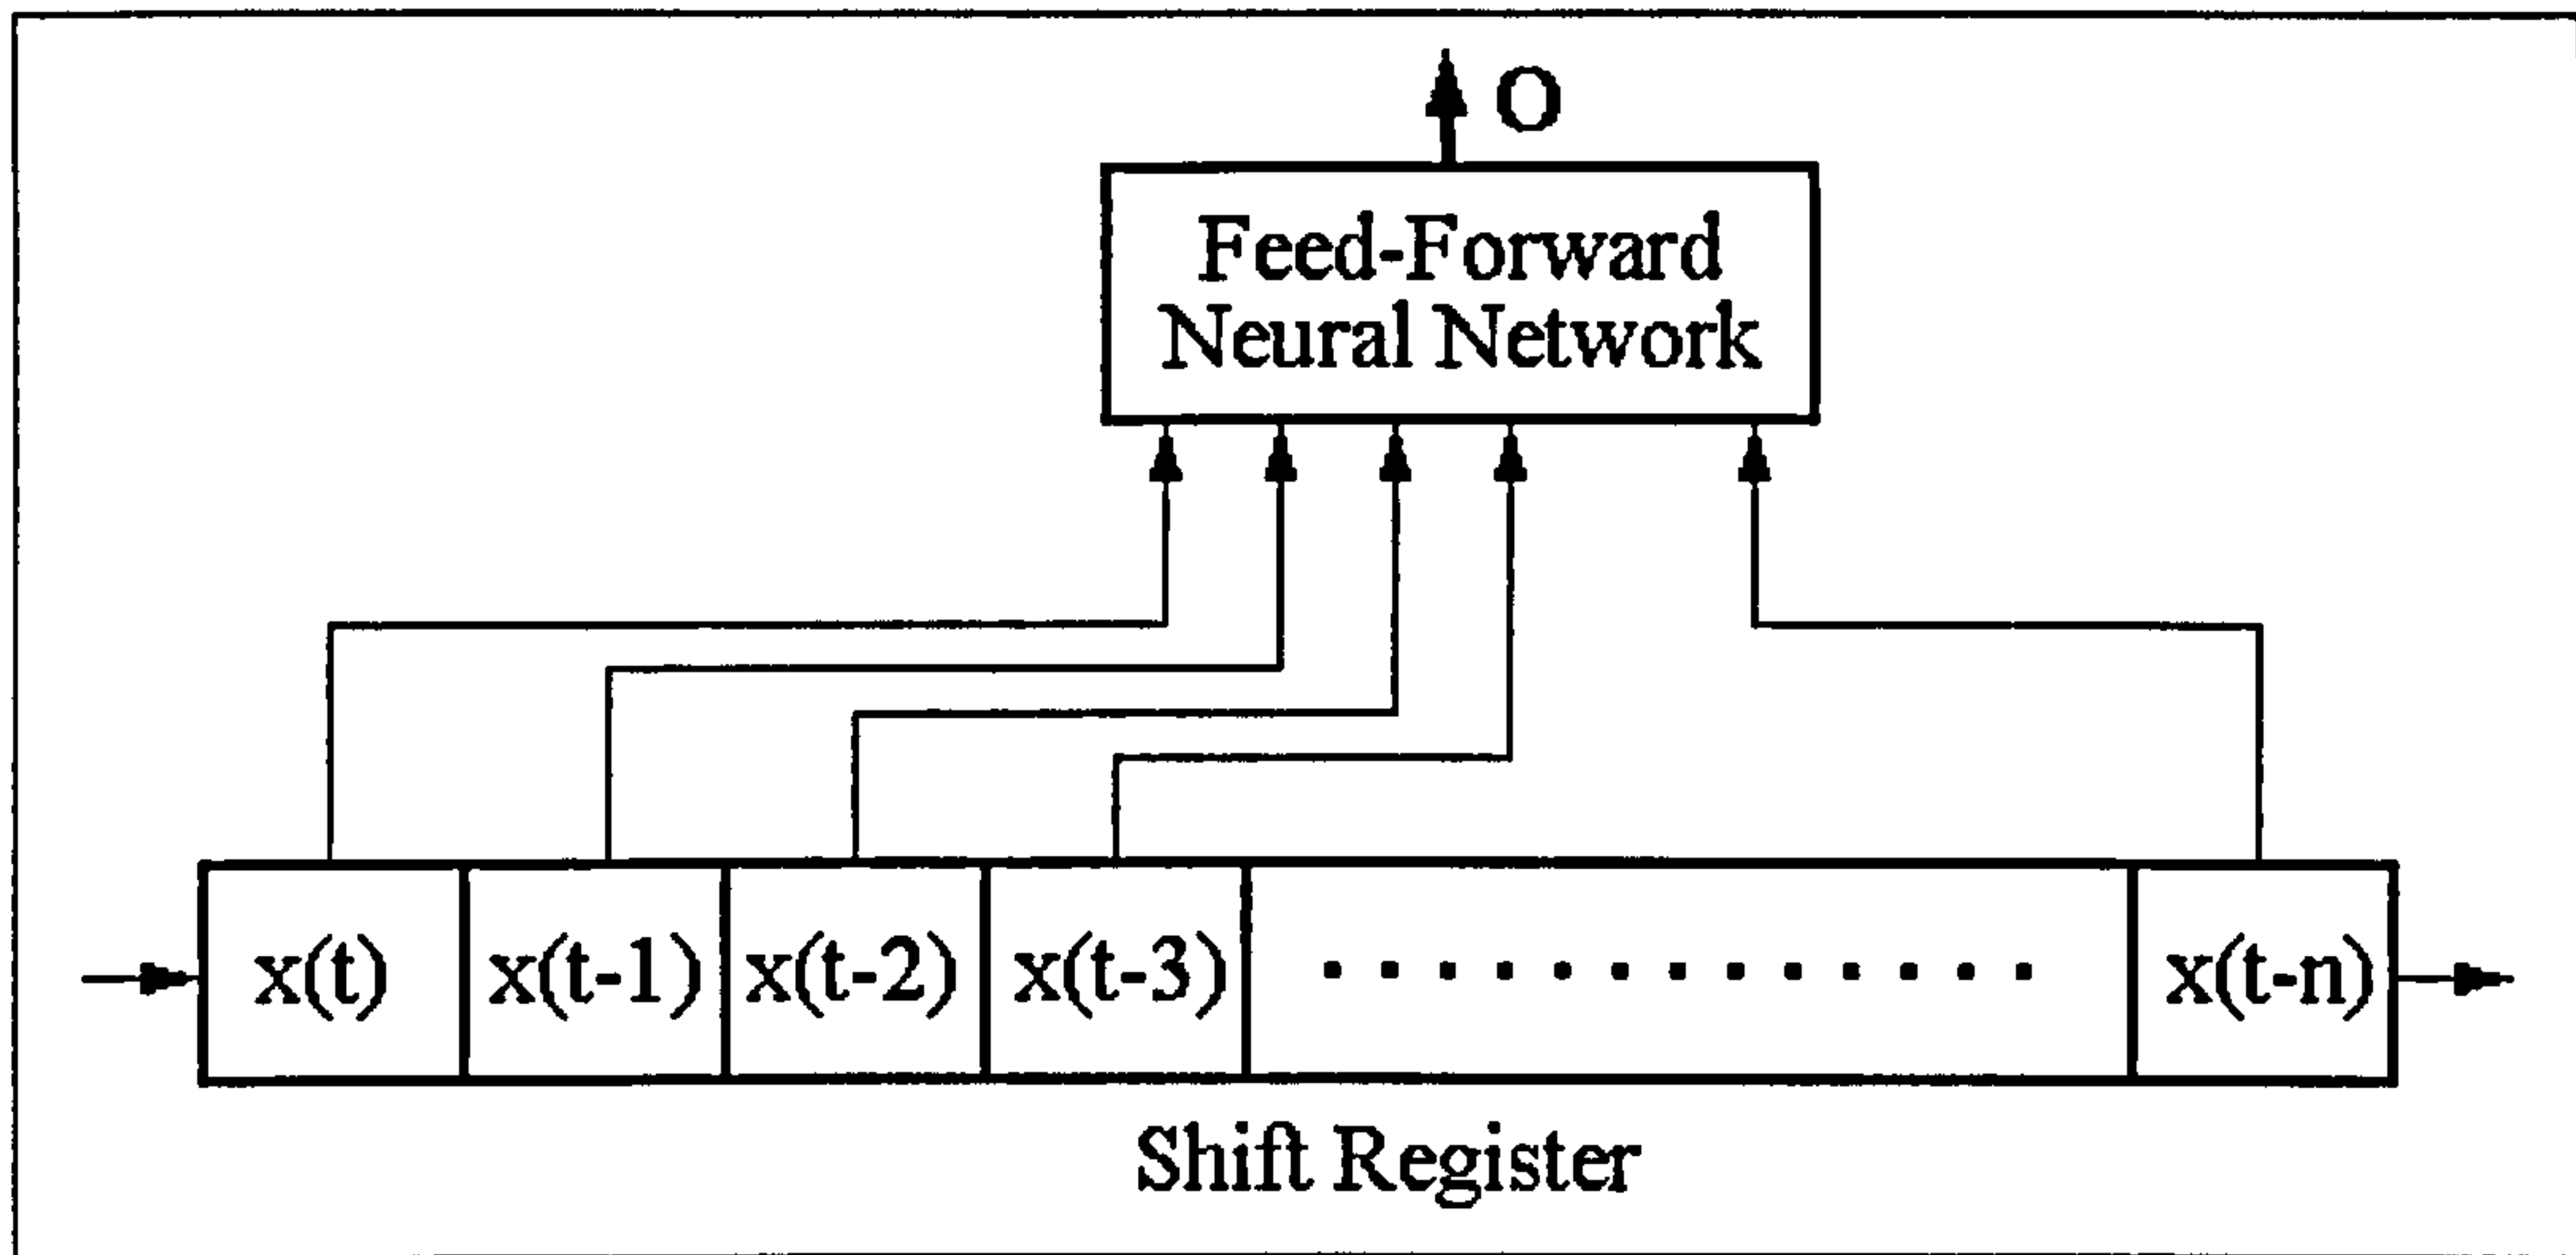 O
Feed-Forward
Neural Network
x(t) x(t-1) x(t-2) x(t-3) . . . . . . . . . . . . . x(t-n)
Shift Register